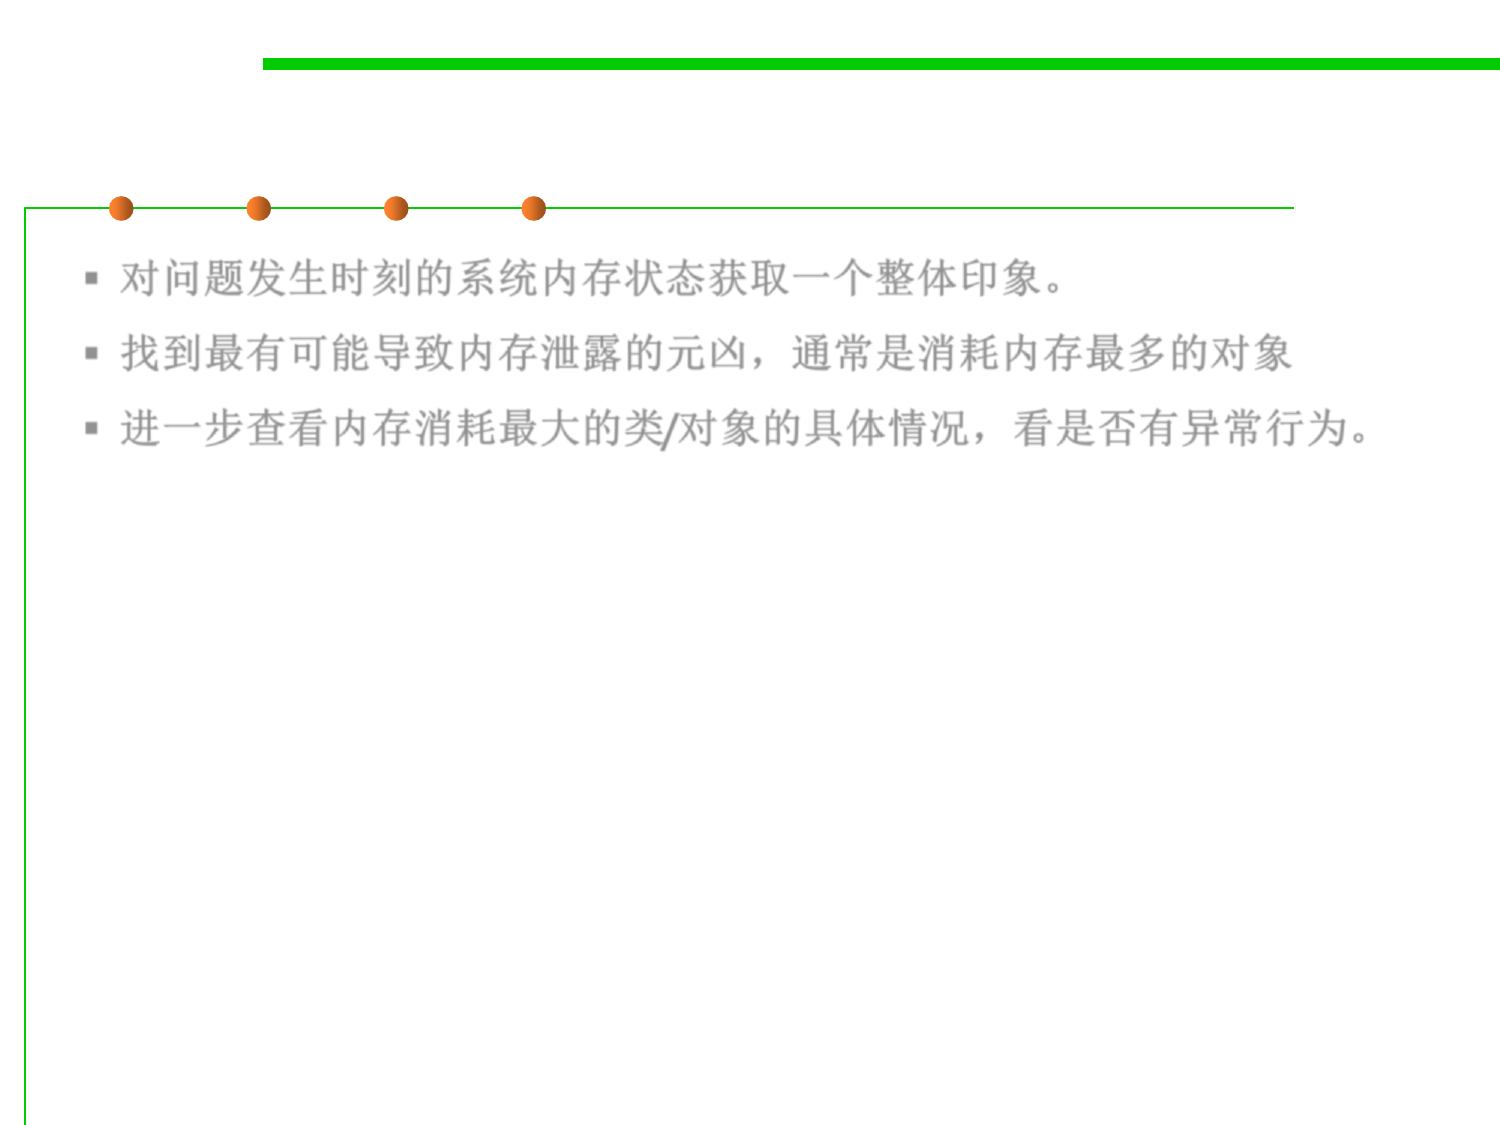 ▪ 对问题发生时刻的系统内存状态获取一个整体印象。
▪ 找到最有可能导致内存泄露的元凶，通常是消耗内存最多的对象
▪ 进一步查看内存消耗最大的类/对象的具体情况，看是否有异常行为。